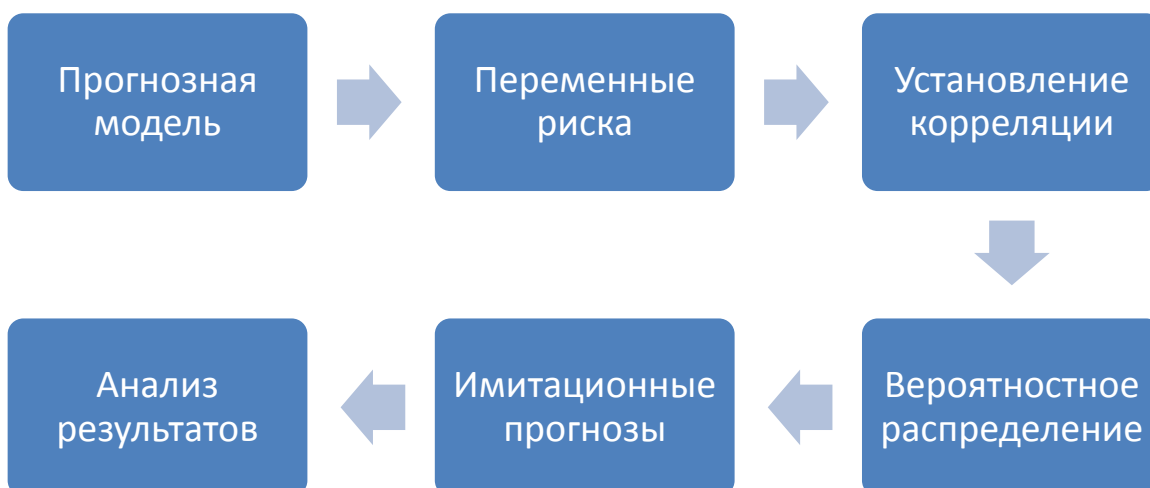 Прогнозная
модель
Переменные
риска
Установление
корреляции
Вероятностное
распределение
Имитационные
прогнозы
Анализ
результатов